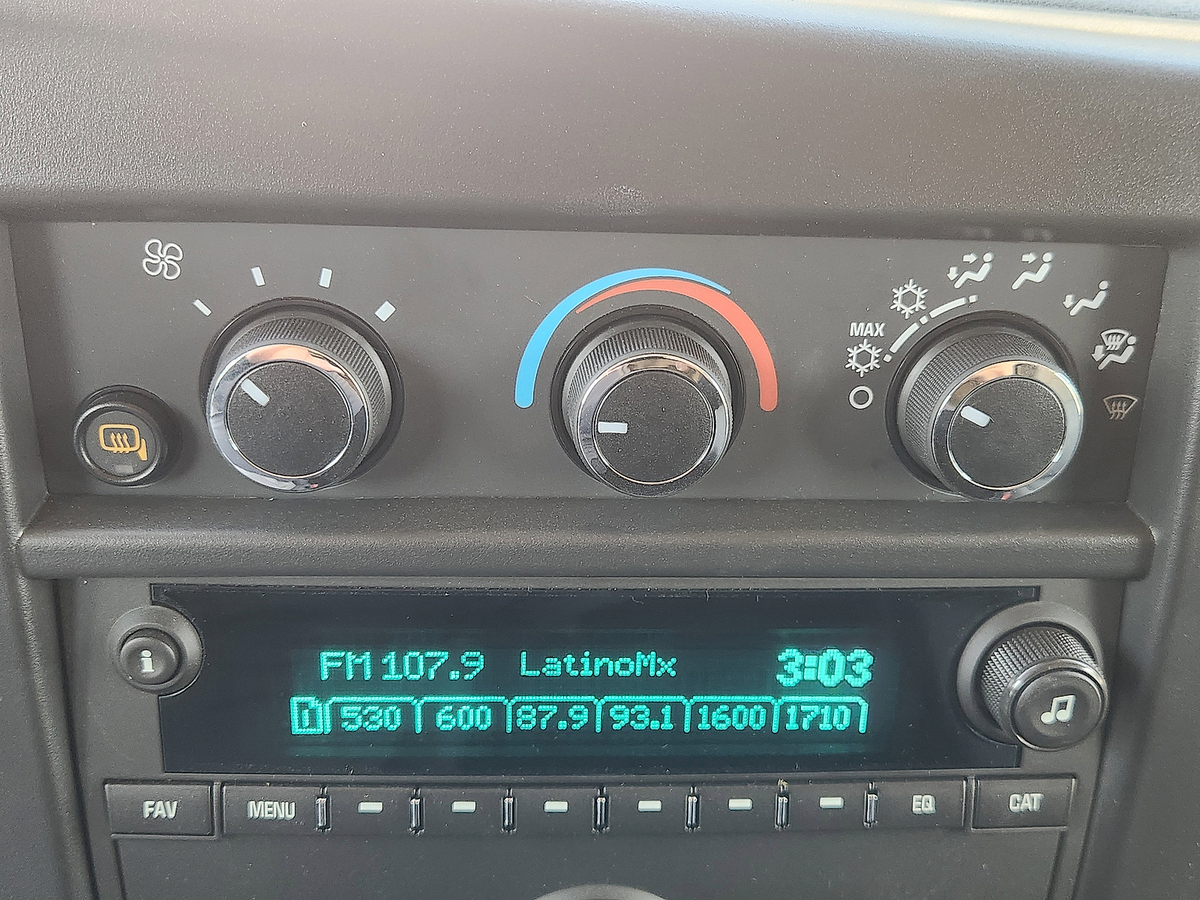 MAX
i
FM 107.9 LatinoMx 3:03
1 530 600 87.9 93.1 1600 1710
FAV MENU EQ CAT